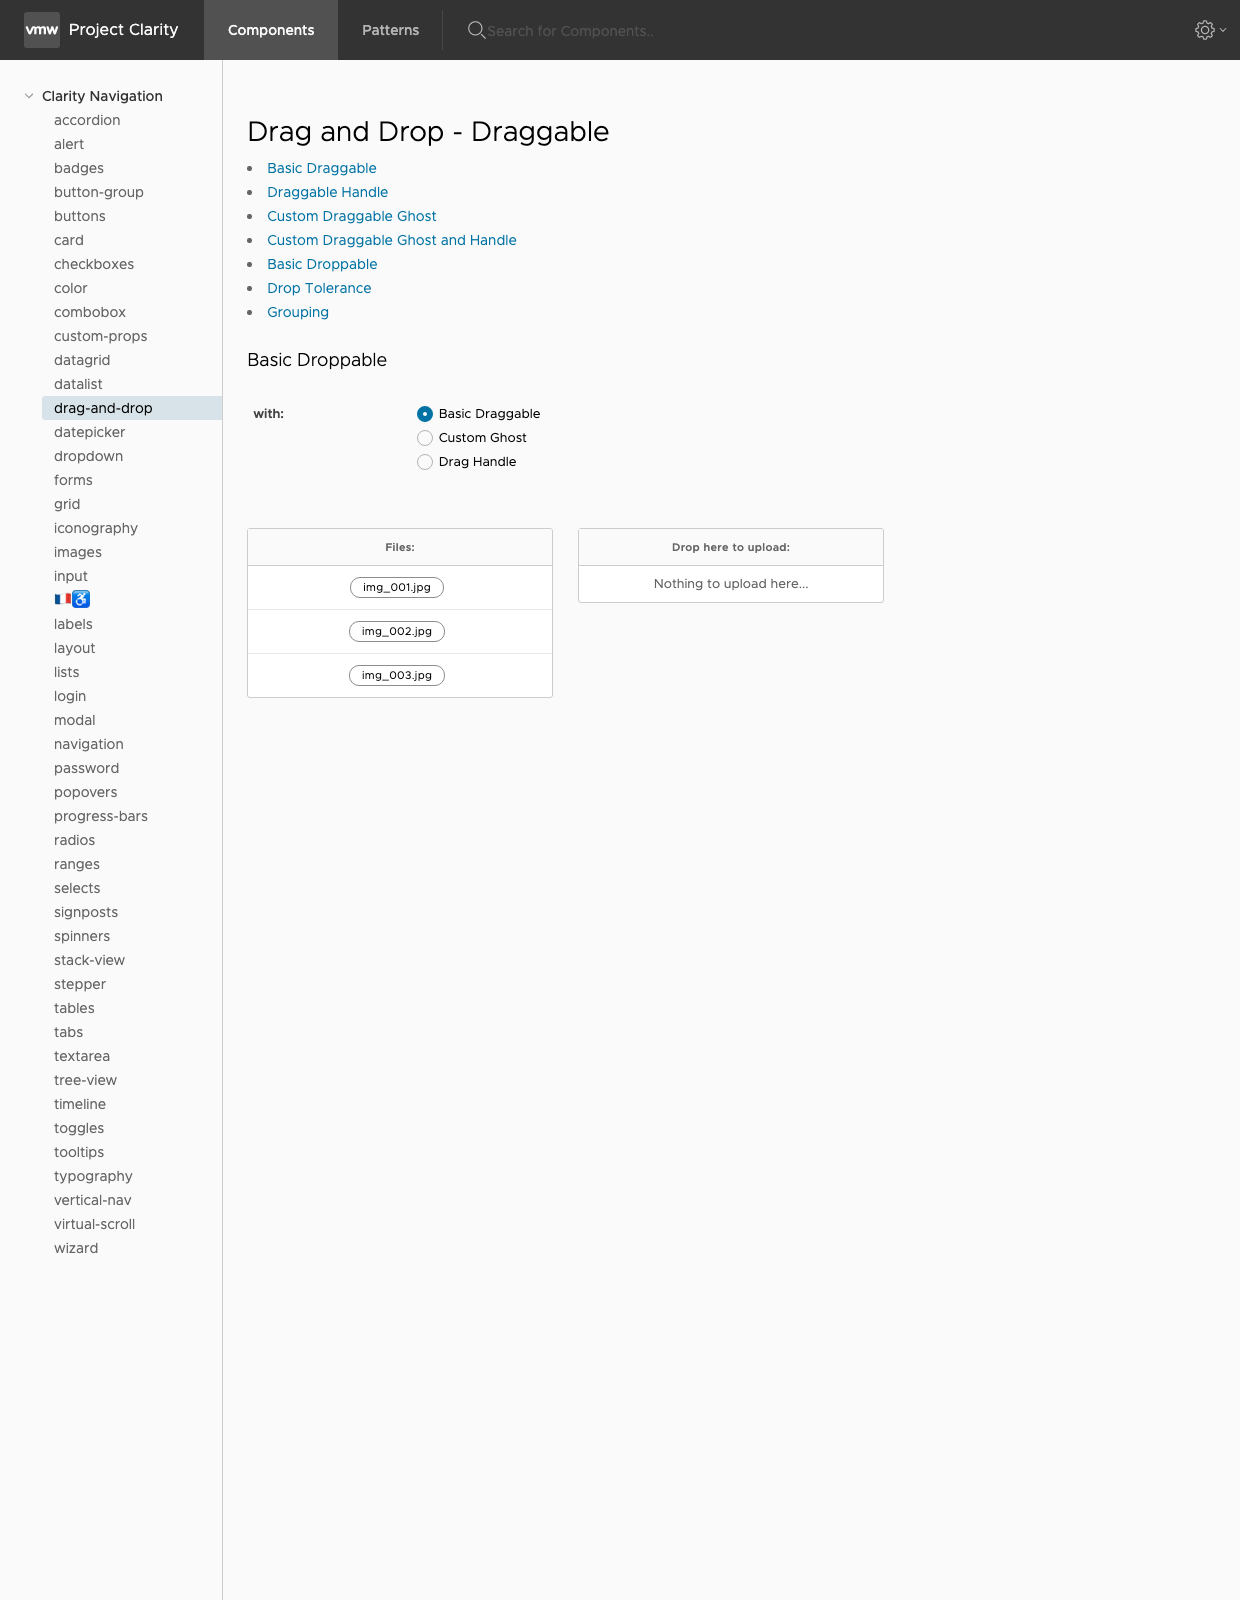 vmw Project Clarity Components Patterns Search for Components..
Clarity Navigation
accordion
alert
badges
button-group
buttons
card
checkboxes
color
combobox
custom-props
datagrid
datalist
drag-and-drop
datepicker
dropdown
forms
grid
iconography
images
input
🇫🇷♿
labels
layout
lists
login
modal
navigation
password
popovers
progress-bars
radios
ranges
selects
signposts
spinners
stack-view
stepper
tables
tabs
textarea
tree-view
timeline
toggles
tooltips
typography
vertical-nav
virtual-scroll
wizard
Drag and Drop - Draggable
Basic Draggable
Draggable Handle
Custom Draggable Ghost
Custom Draggable Ghost and Handle
Basic Droppable
Drop Tolerance
Grouping
Basic Droppable
with:
Basic Draggable
Custom Ghost
Drag Handle
Files:
img_001.jpg
img_002.jpg
img_003.jpg
Drop here to upload:
Nothing to upload here...